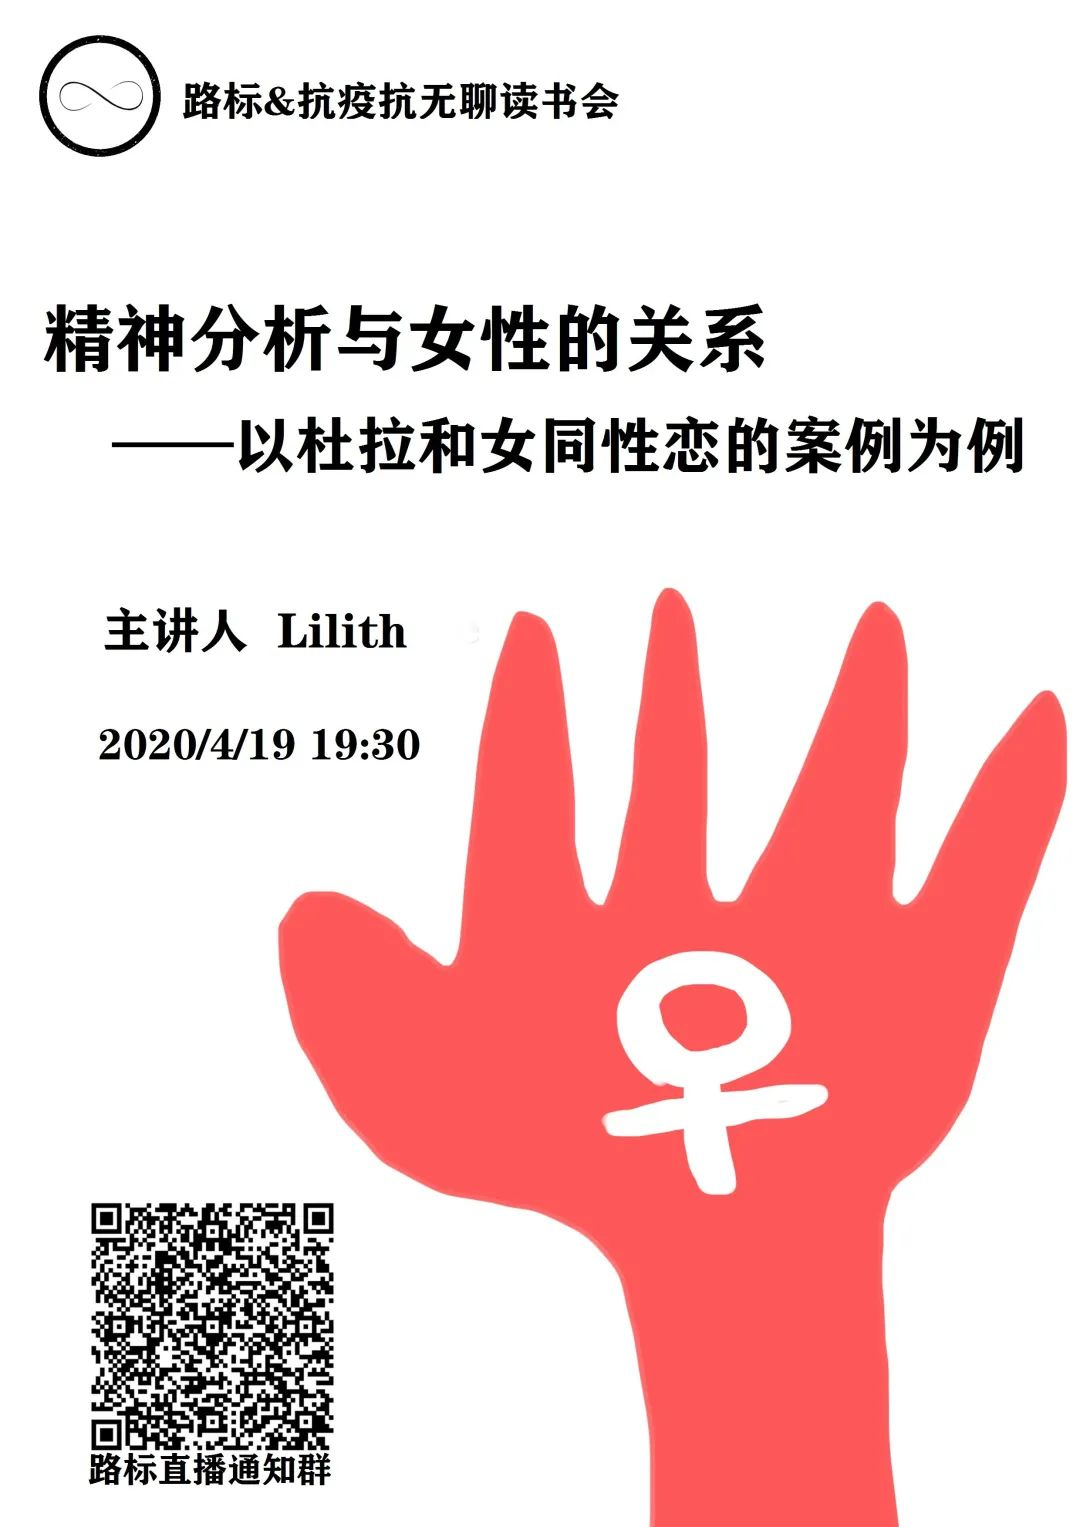 路标&抗疫抗无聊读书会
精神分析与女性的关系
——以杜拉和女同性恋的案例为例
主讲人 Lilith
2020/4/19 19:30
路标直播通知群